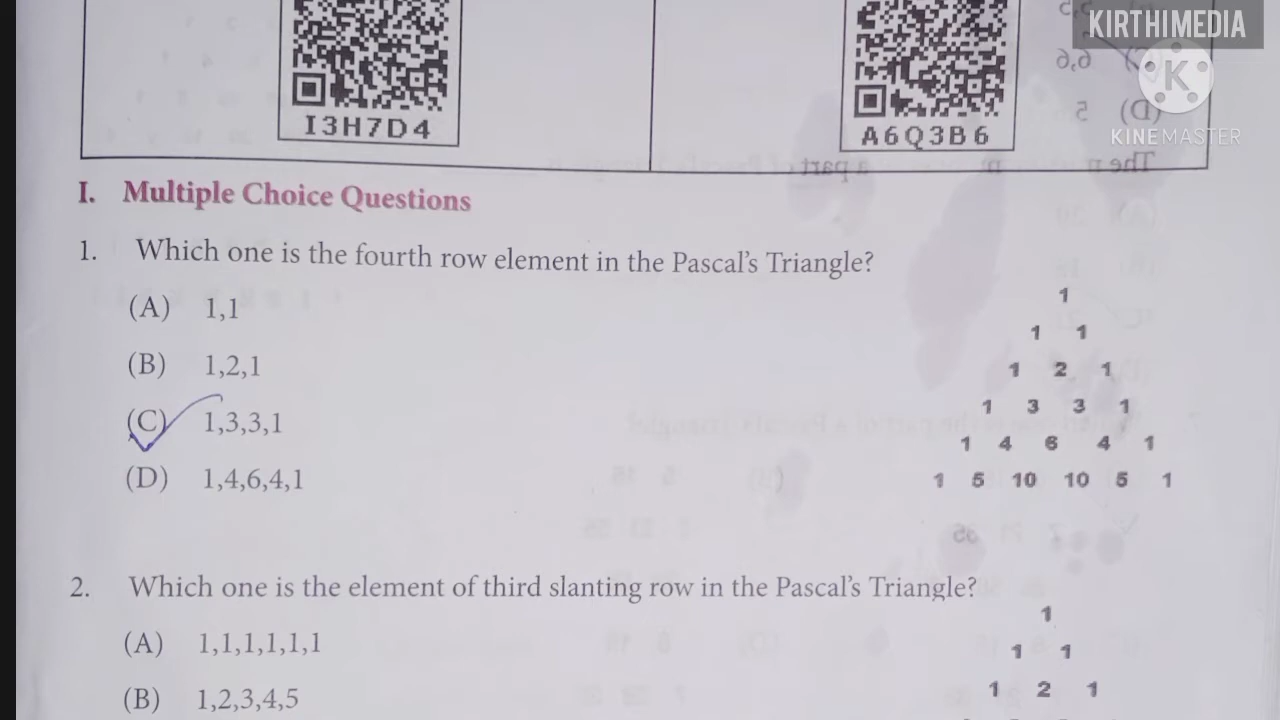 KIRTHIMEDIA
K
KINEMASTER
I3H7D4
A6Q3B6
I. Multiple Choice Questions
1. Which one is the fourth row element in the Pascal's Triangle?
(A) 1,1
(B) 1,2,1
(C) 1,3,3,1
(D) 1,4,6,4,1
1
1 1
1 2 1
1 3 3 1
1 4 6 4 1
1 5 10 10 5 1
2. Which one is the element of third slanting row in the Pascal's Triangle?
(A) 1,1,1,1,1,1
(B) 1,2,3,4,5
1
1 1
1 2 1